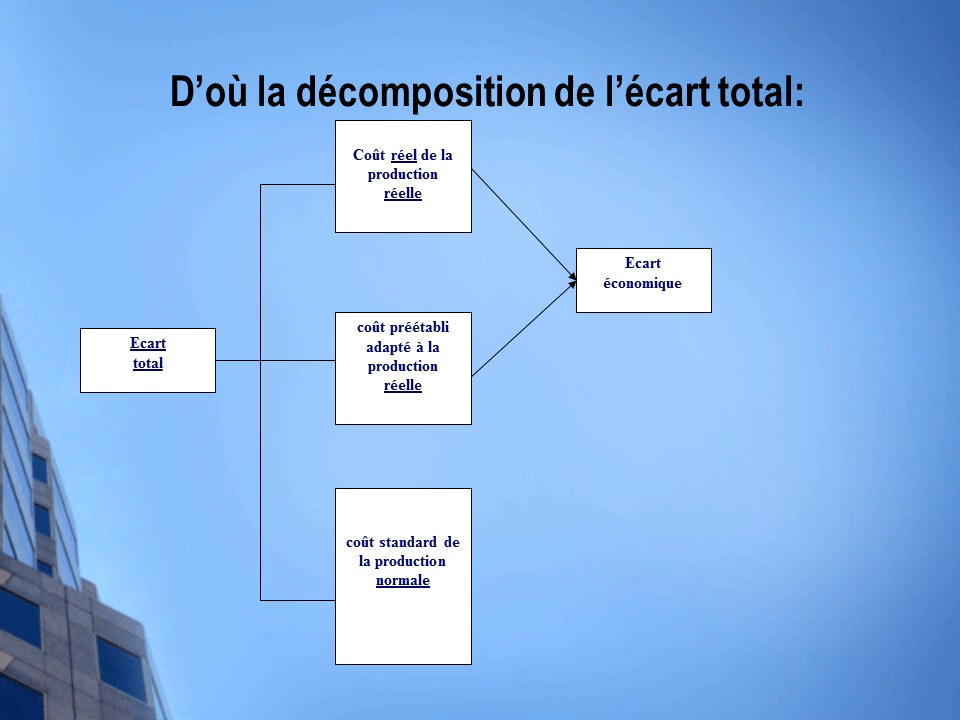 D’où la décomposition de l’écart total:
Coût réel de la
production
réelle
Ecart
économique
coût préétabli
adapté à la
production
réelle
Ecart
total
coût standard de
la production
normale